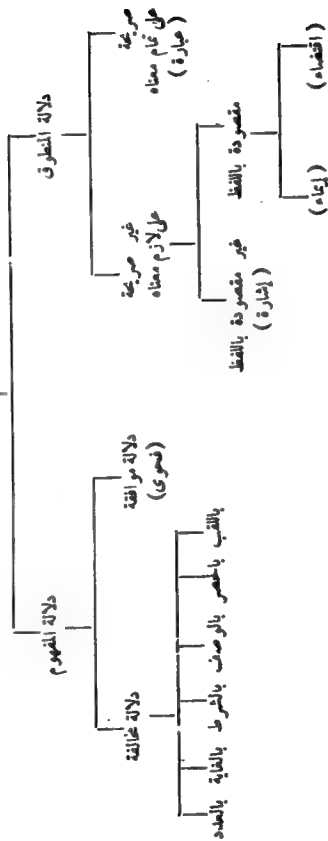 دلالة المنطوق
دلالة المفهوم
صريحة
على تمام معناه
(عبارة)
غير صريحة
على لازم معناه
دلالة موافقة
(فحوى)
دلالة مخالفة
مقصودة باللفظ
غير مقصودة باللفظ
(إشارة)
(اقتضاء)
(إيماء)
باللقب
بالحصر
بالوصف
بالشرط
بالغاية
بالعدد